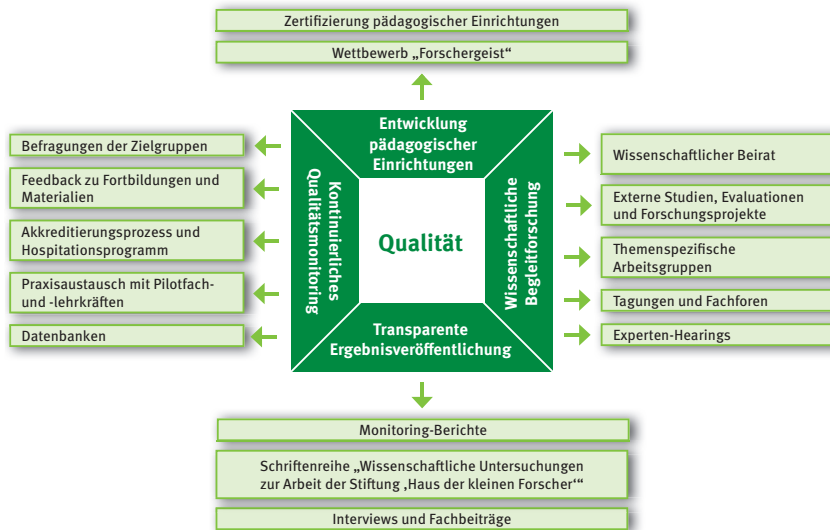 Zertifizierung pädagogischer Einrichtungen
Wettbewerb „Forschergeist“
Entwicklung
pädagogischer
Einrichtungen
Befragungen der Zielgruppen
Feedback zu Fortbildungen und
Materialien
Akkreditierungsprozess und
Hospitationsprogramm
Praxisaustausch mit Pilotfach-
und -lehrkräften
Datenbanken
Kontinuierliches
Qualitätsmonitoring
Qualität
Wissenschaftliche
Begleitforschung
Wissenschaftlicher Beirat
Externe Studien, Evaluationen
und Forschungsprojekte
Themenspezifische
Arbeitsgruppen
Tagungen und Fachforen
Experten-Hearings
Transparente
Ergebnisveröffentlichung
Monitoring-Berichte
Schriftenreihe „Wissenschaftliche Untersuchungen
zur Arbeit der Stiftung ‚Haus der kleinen Forscher‘“
Interviews und Fachbeiträge